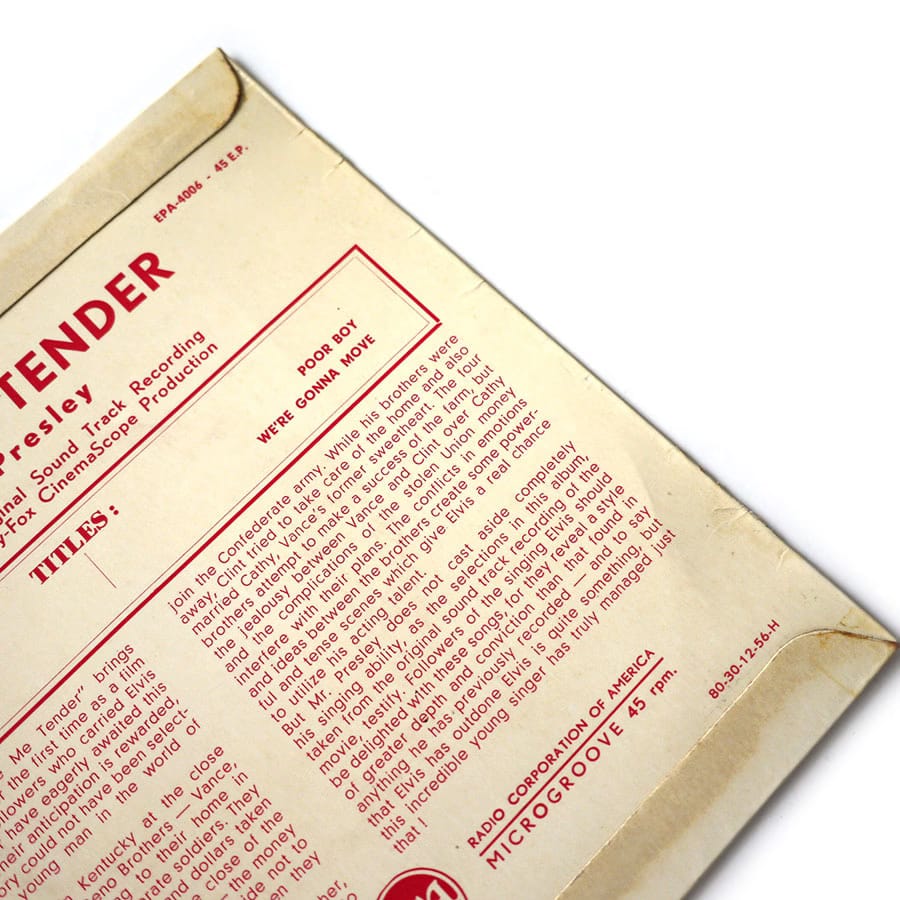 EPA-4006 - 45 E.P.
TENDER
Presley
Sound Track Recording
-Fox CinemaScope Production
TITLES:
POOR BOY
WE'RE GONNA MOVE
Me Tender" brings
the first time as a film
who carried Elvis
have eagerly awaited this
their anticipation is rewarded,
could not have been select-
young man in the world of
Kentucky at the close
Brothers — Vance,
to their home in
soldiers. They
and dollars taken
close of the
— the money
not to
they
join the Confederate army. While his brothers were
away, Clint tried to take care of the home and also
married Cathy, Vance's former sweetheart. The four
brothers attempt to make a success of the farm, but
the jealousy between Vance and Clint over Cathy
and the complications of the stolen Union money
interfere with their plans. The conflicts in emotions
and ideas between the brothers create some power-
ful and tense scenes which give Elvis a real chance
to utilize his acting talent.
But Mr. Presley does not cast aside completely
his singing ability, as the selections in this album,
taken from the original sound track recording of the
movie, testify. Followers of the singing Elvis should
be delighted with these songs, for they reveal a style
of greater depth and conviction than that found in
anything he has previously recorded — and to say
that Elvis has outdone Elvis is quite something, but
this incredible young singer has truly managed just
that!
RADIO CORPORATION OF AMERICA
MICROGROOVE 45 rpm.
80-30-12-56-H